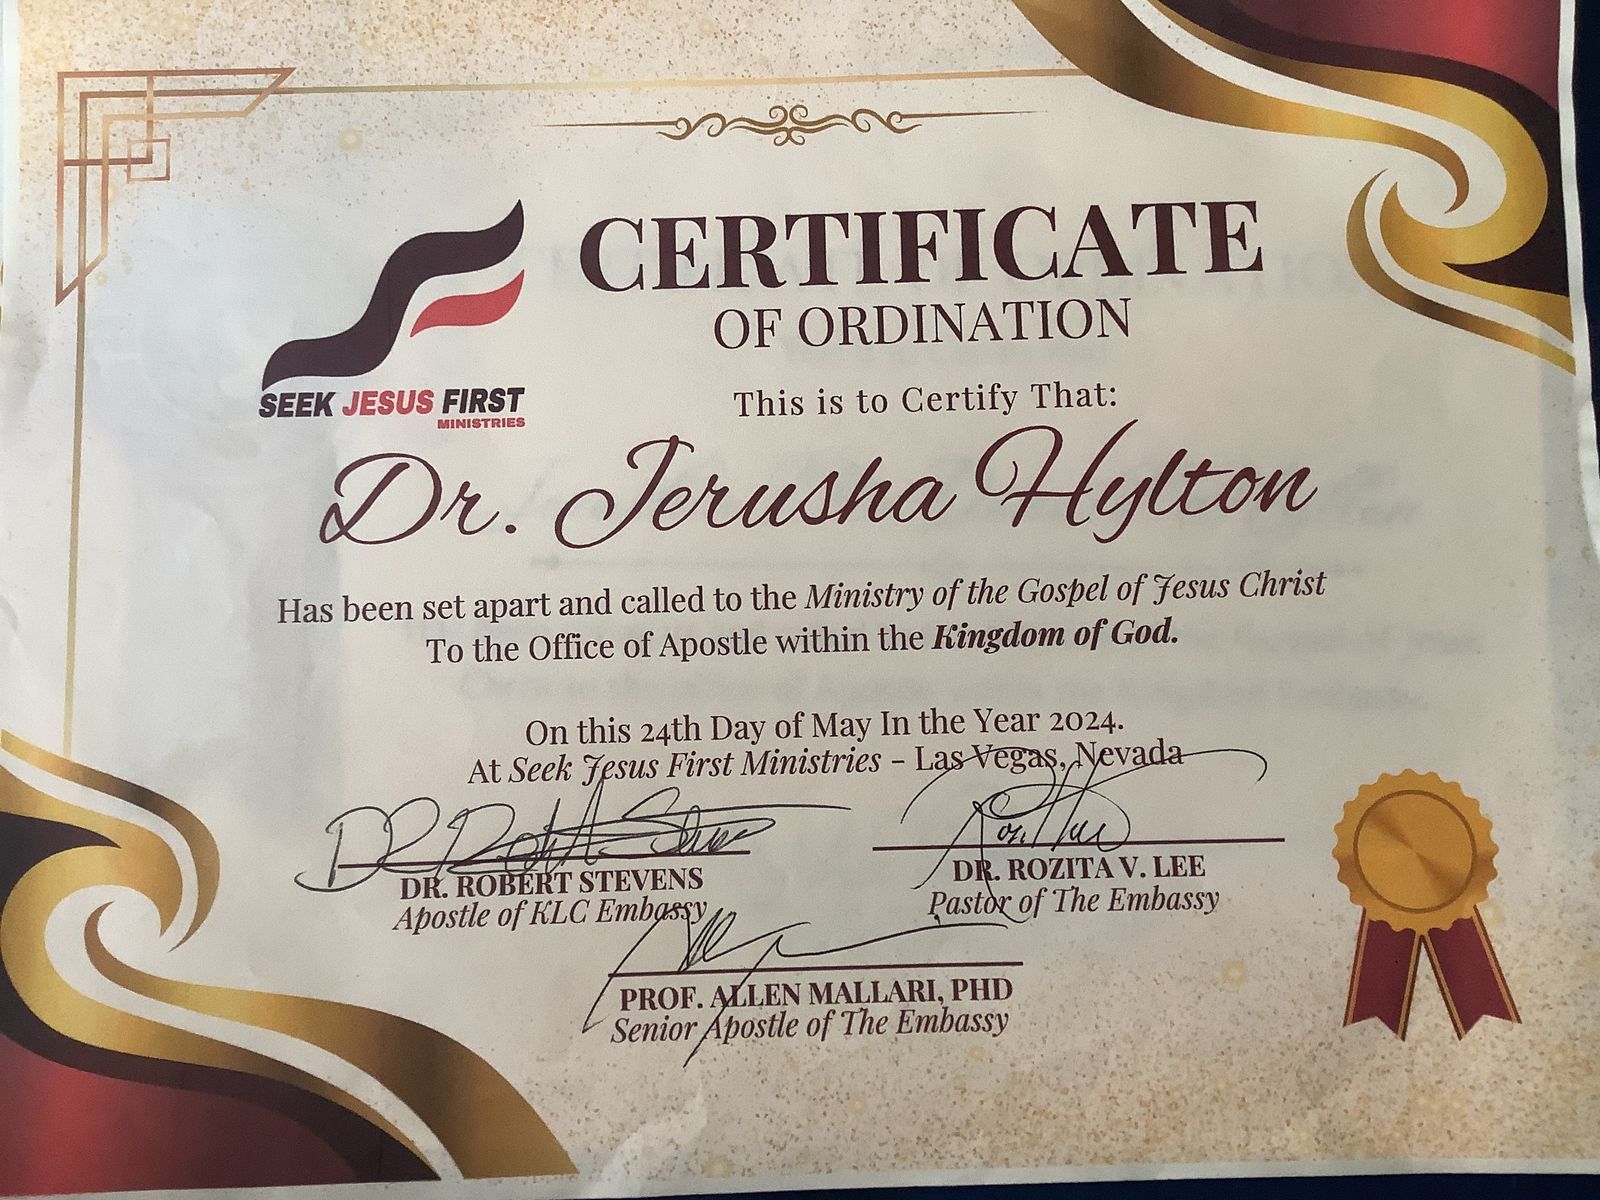 CERTIFICATE
OF ORDINATION
SEEK JESUS FIRST
MINISTRIES
This is to Certify That:
Dr. Jerusha Hylton
Has been set apart and called to the Ministry of the Gospel of Jesus Christ
To the Office of Apostle within the Kingdom of God.
On this 24th Day of May In the Year 2024.
At Seek Jesus First Ministries - Las Vegas, Nevada
DR. ROBERT STEVENS
Apostle of KLC Embassy
DR. ROZITA V. LEE
Pastor of The Embassy
PROF. ALLEN MALLARI, PHD
Senior Apostle of The Embassy